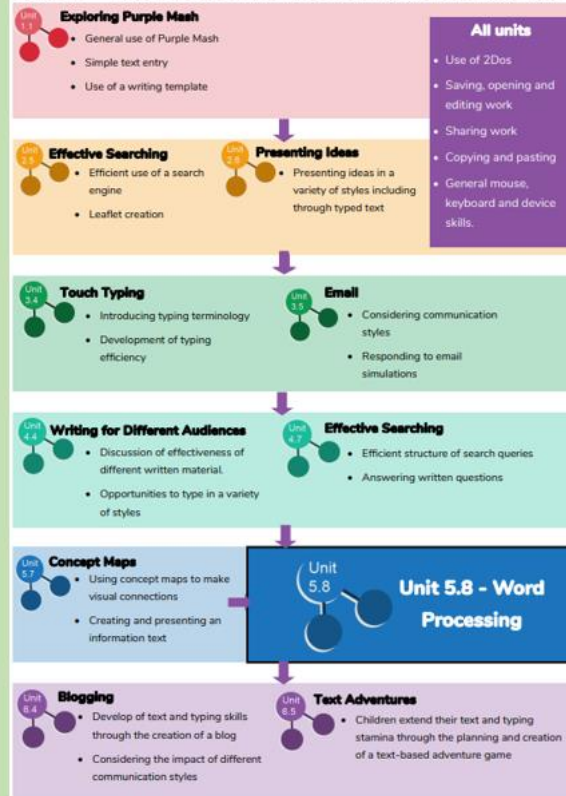 Unit
1.1
Exploring Purple Mash
• General use of Purple Mash
• Simple text entry
• Use of a writing template
All units
• Use of 2Dos
• Saving, opening and
editing work
• Sharing work
• Copying and pasting
• General mouse,
keyboard and device
skills.
Unit
2.5
Effective Searching
• Efficient use of a search
engine
• Leaflet creation
Unit
2.8
Presenting Ideas
• Presenting ideas in a
variety of styles including
through typed text
Unit
3.4
Touch Typing
• Introducing typing terminology
• Development of typing
efficiency
Unit
3.5
Email
• Considering communication
styles
• Responding to email
simulations
Unit
4.4
Writing for Different Audiences
• Discussion of effectiveness of
different written material.
• Opportunities to type in a variety
of styles
Unit
4.7
Effective Searching
• Efficient structure of search queries
• Answering written questions
Unit
5.7
Concept Maps
• Using concept maps to make
visual connections
• Creating and presenting an
information text
Unit
5.8
Unit 5.8 - Word
Processing
Unit
6.4
Blogging
• Develop of text and typing skills
through the creation of a blog
• Considering the impact of different
communication styles
Unit
6.5
Text Adventures
• Children extend their text and typing
stamina through the planning and creation
of a text-based adventure game